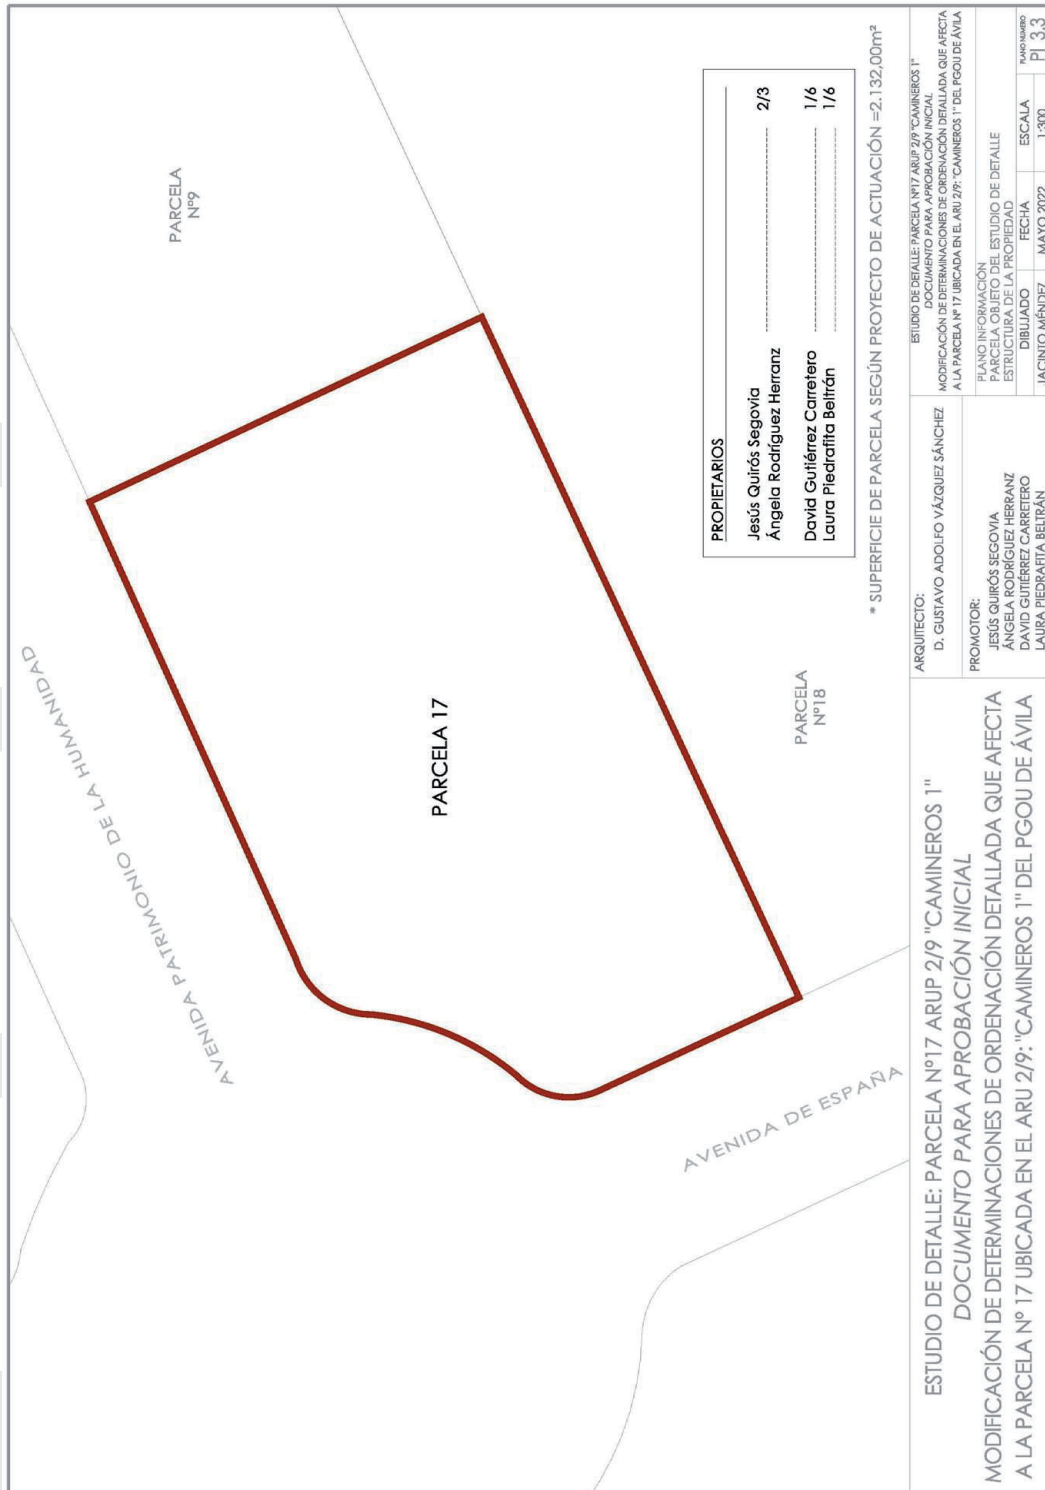 PARCELA
Nº9
AVENIDA PATRIMONIO DE LA HUMANIDAD
PARCELA 17
AVENIDA DE ESPAÑA
PARCELA
Nº18
PROPIETARIOS
Jesús Quirós Segovia ---------- 2/3
Ángela Rodríguez Herranz
David Gutiérrez Carretero ---------- 1/6
Laura Piedrafita Beltrán ---------- 1/6
* SUPERFICIE DE PARCELA SEGÚN PROYECTO DE ACTUACIÓN =2.132,00m²
ESTUDIO DE DETALLE: PARCELA Nº17 ARUP 2/9 "CAMINEROS 1"
DOCUMENTO PARA APROBACIÓN INICIAL
MODIFICACIÓN DE DETERMINACIONES DE ORDENACIÓN DETALLADA QUE AFECTA
A LA PARCELA Nº 17 UBICADA EN EL ARU 2/9: "CAMINEROS 1" DEL PGOU DE ÁVILA
ARQUITECTO:
D. GUSTAVO ADOLFO VÁZQUEZ SÁNCHEZ
PROMOTOR:
JESÚS QUIRÓS SEGOVIA
ÁNGELA RODRÍGUEZ HERRANZ
DAVID GUTIÉRREZ CARRETERO
LAURA PIEDRAFITA BELTRÁN
ESTUDIO DE DETALLE: PARCELA Nº17 ARUP 2/9 "CAMINEROS 1"
DOCUMENTO PARA APROBACIÓN INICIAL
MODIFICACIÓN DE DETERMINACIONES DE ORDENACIÓN DETALLADA QUE AFECTA
A LA PARCELA Nº 17 UBICADA EN EL ARU 2/9: "CAMINEROS 1" DEL PGOU DE ÁVILA
PLANO INFORMACIÓN
PARCELA OBJETO DEL ESTUDIO DE DETALLE
ESTRUCTURA DE LA PROPIEDAD
DIBUJADO FECHA ESCALA PLANO NUMERO
JACINTO MÉNDEZ MAYO 2022 1:300 PI 3.3